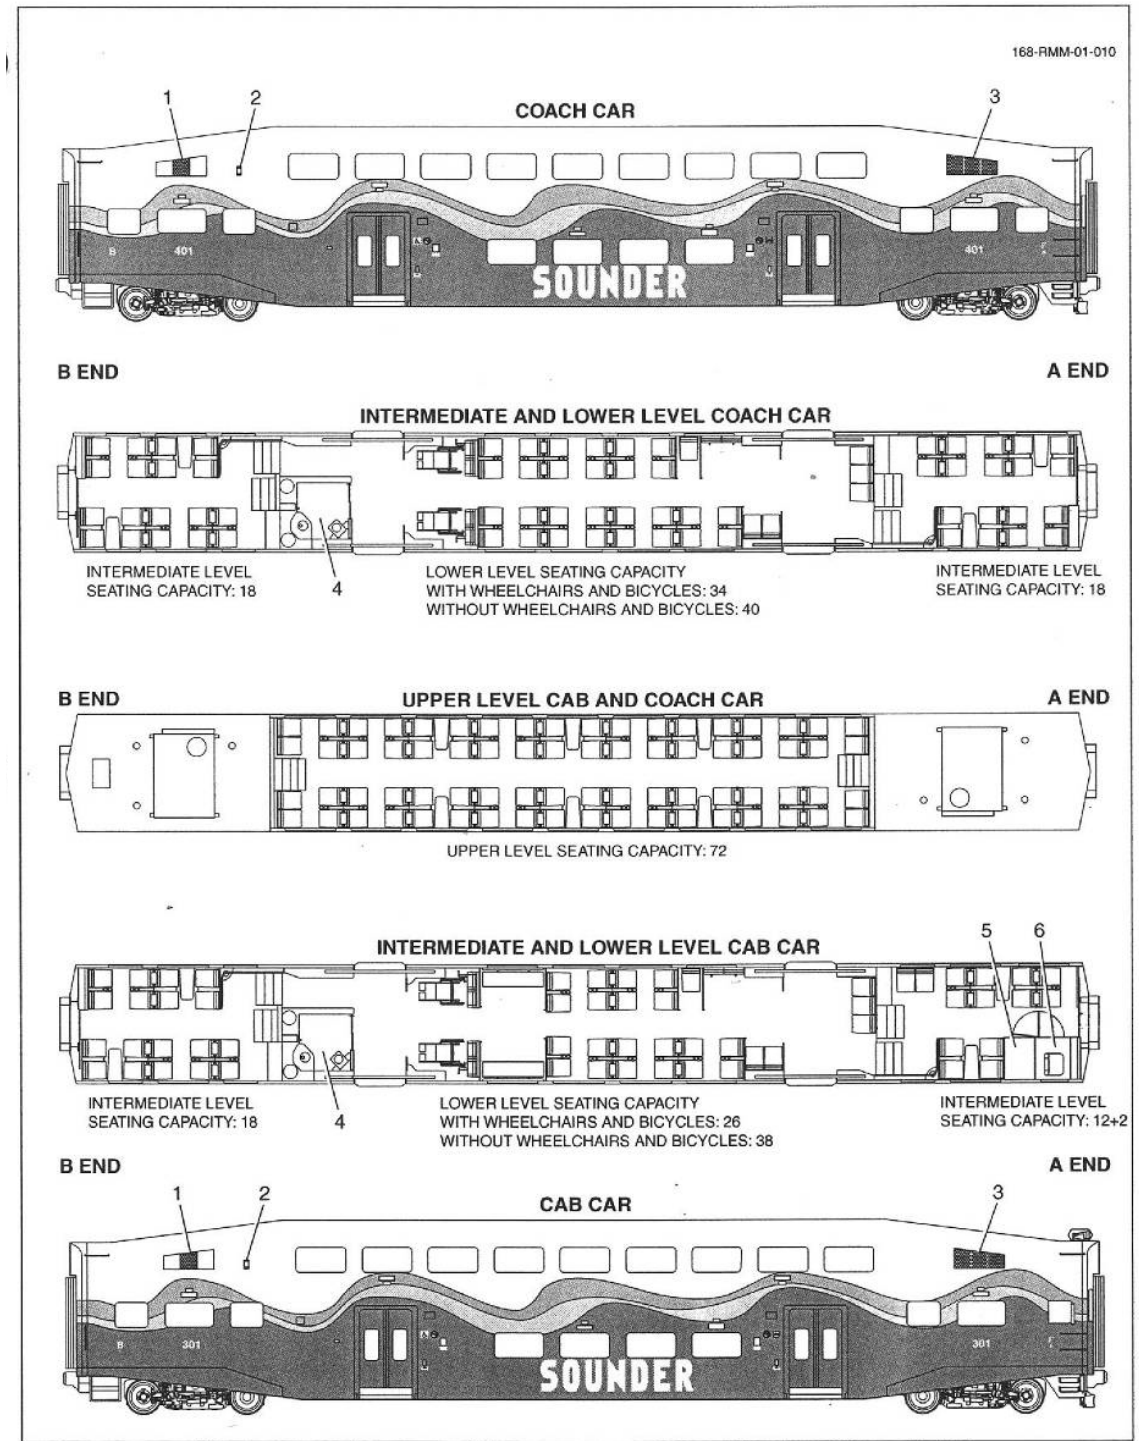 168-RMM-01-010
1
2
COACH CAR
3
B
401
SOUNDER
401
B END
A END
INTERMEDIATE AND LOWER LEVEL COACH CAR
INTERMEDIATE LEVEL
SEATING CAPACITY: 18
4
LOWER LEVEL SEATING CAPACITY
WITH WHEELCHAIRS AND BICYCLES: 34
WITHOUT WHEELCHAIRS AND BICYCLES: 40
INTERMEDIATE LEVEL
SEATING CAPACITY: 18
B END
UPPER LEVEL CAB AND COACH CAR
A END
UPPER LEVEL SEATING CAPACITY: 72
5
6
INTERMEDIATE AND LOWER LEVEL CAB CAR
INTERMEDIATE LEVEL
SEATING CAPACITY: 18
4
LOWER LEVEL SEATING CAPACITY
WITH WHEELCHAIRS AND BICYCLES: 26
WITHOUT WHEELCHAIRS AND BICYCLES: 38
INTERMEDIATE LEVEL
SEATING CAPACITY: 12+2
B END
A END
1
2
CAB CAR
3
B
301
SOUNDER
301